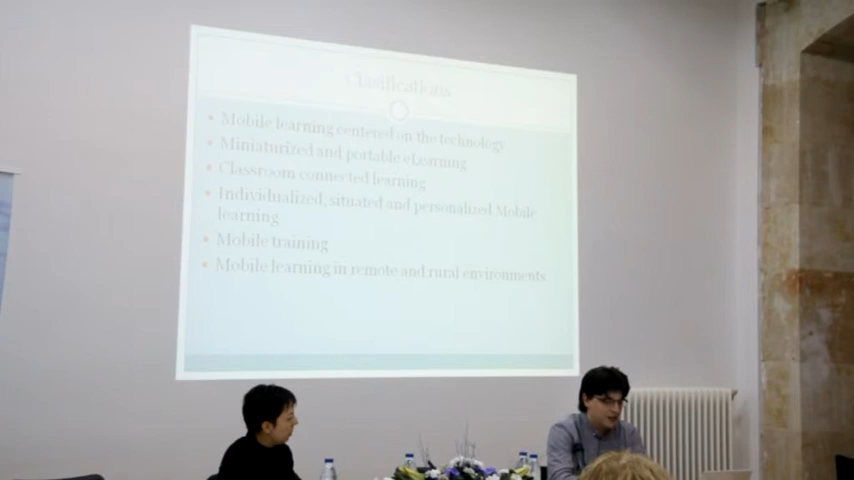 Clasifications
Mobile learning centered on the technology
Miniaturized and portable eLearning
Classroom connected learning
Individualized, situated and personalized Mobile
learning
Mobile training
Mobile learning in remote and rural environments